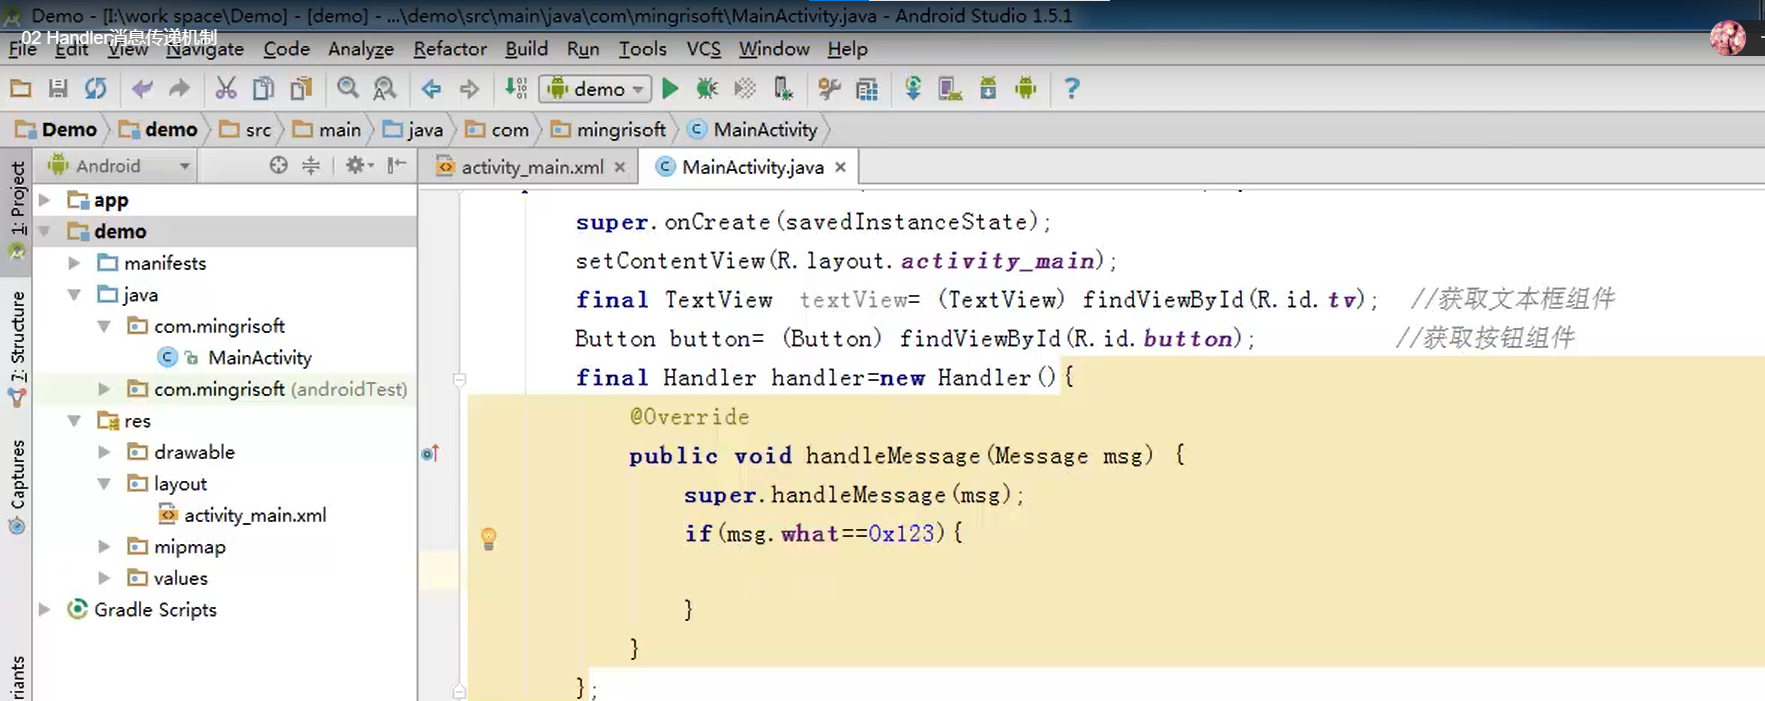 Demo - [I:\work space\Demo] - [demo] - ...\demo\src\main\java\com\mingrisoft\MainActivity.java - Android Studio 1.5.1
02 Handler消息传递机制
File Edit View Navigate Code Analyze Refactor Build Run Tools VCS Window Help
demo
Demo demo src main java com mingrisoft MainActivity
Android
activity_main.xml
MainActivity.java
1: Project
7: Structure
Captures
riants
app
demo
manifests
java
com.mingrisoft
MainActivity
com.mingrisoft (androidTest)
res
drawable
layout
activity_main.xml
mipmap
values
Gradle Scripts
super.onCreate(savedInstanceState);
setContentView(R.layout.activity_main);
final TextView textView= (TextView) findViewById(R.id.tv); //获取文本框组件
Button button= (Button) findViewById(R.id.button); //获取按钮组件
final Handler handler=new Handler(){
@Override
public void handleMessage(Message msg) {
super.handleMessage(msg);
if(msg.what==0x123){
}
}
};